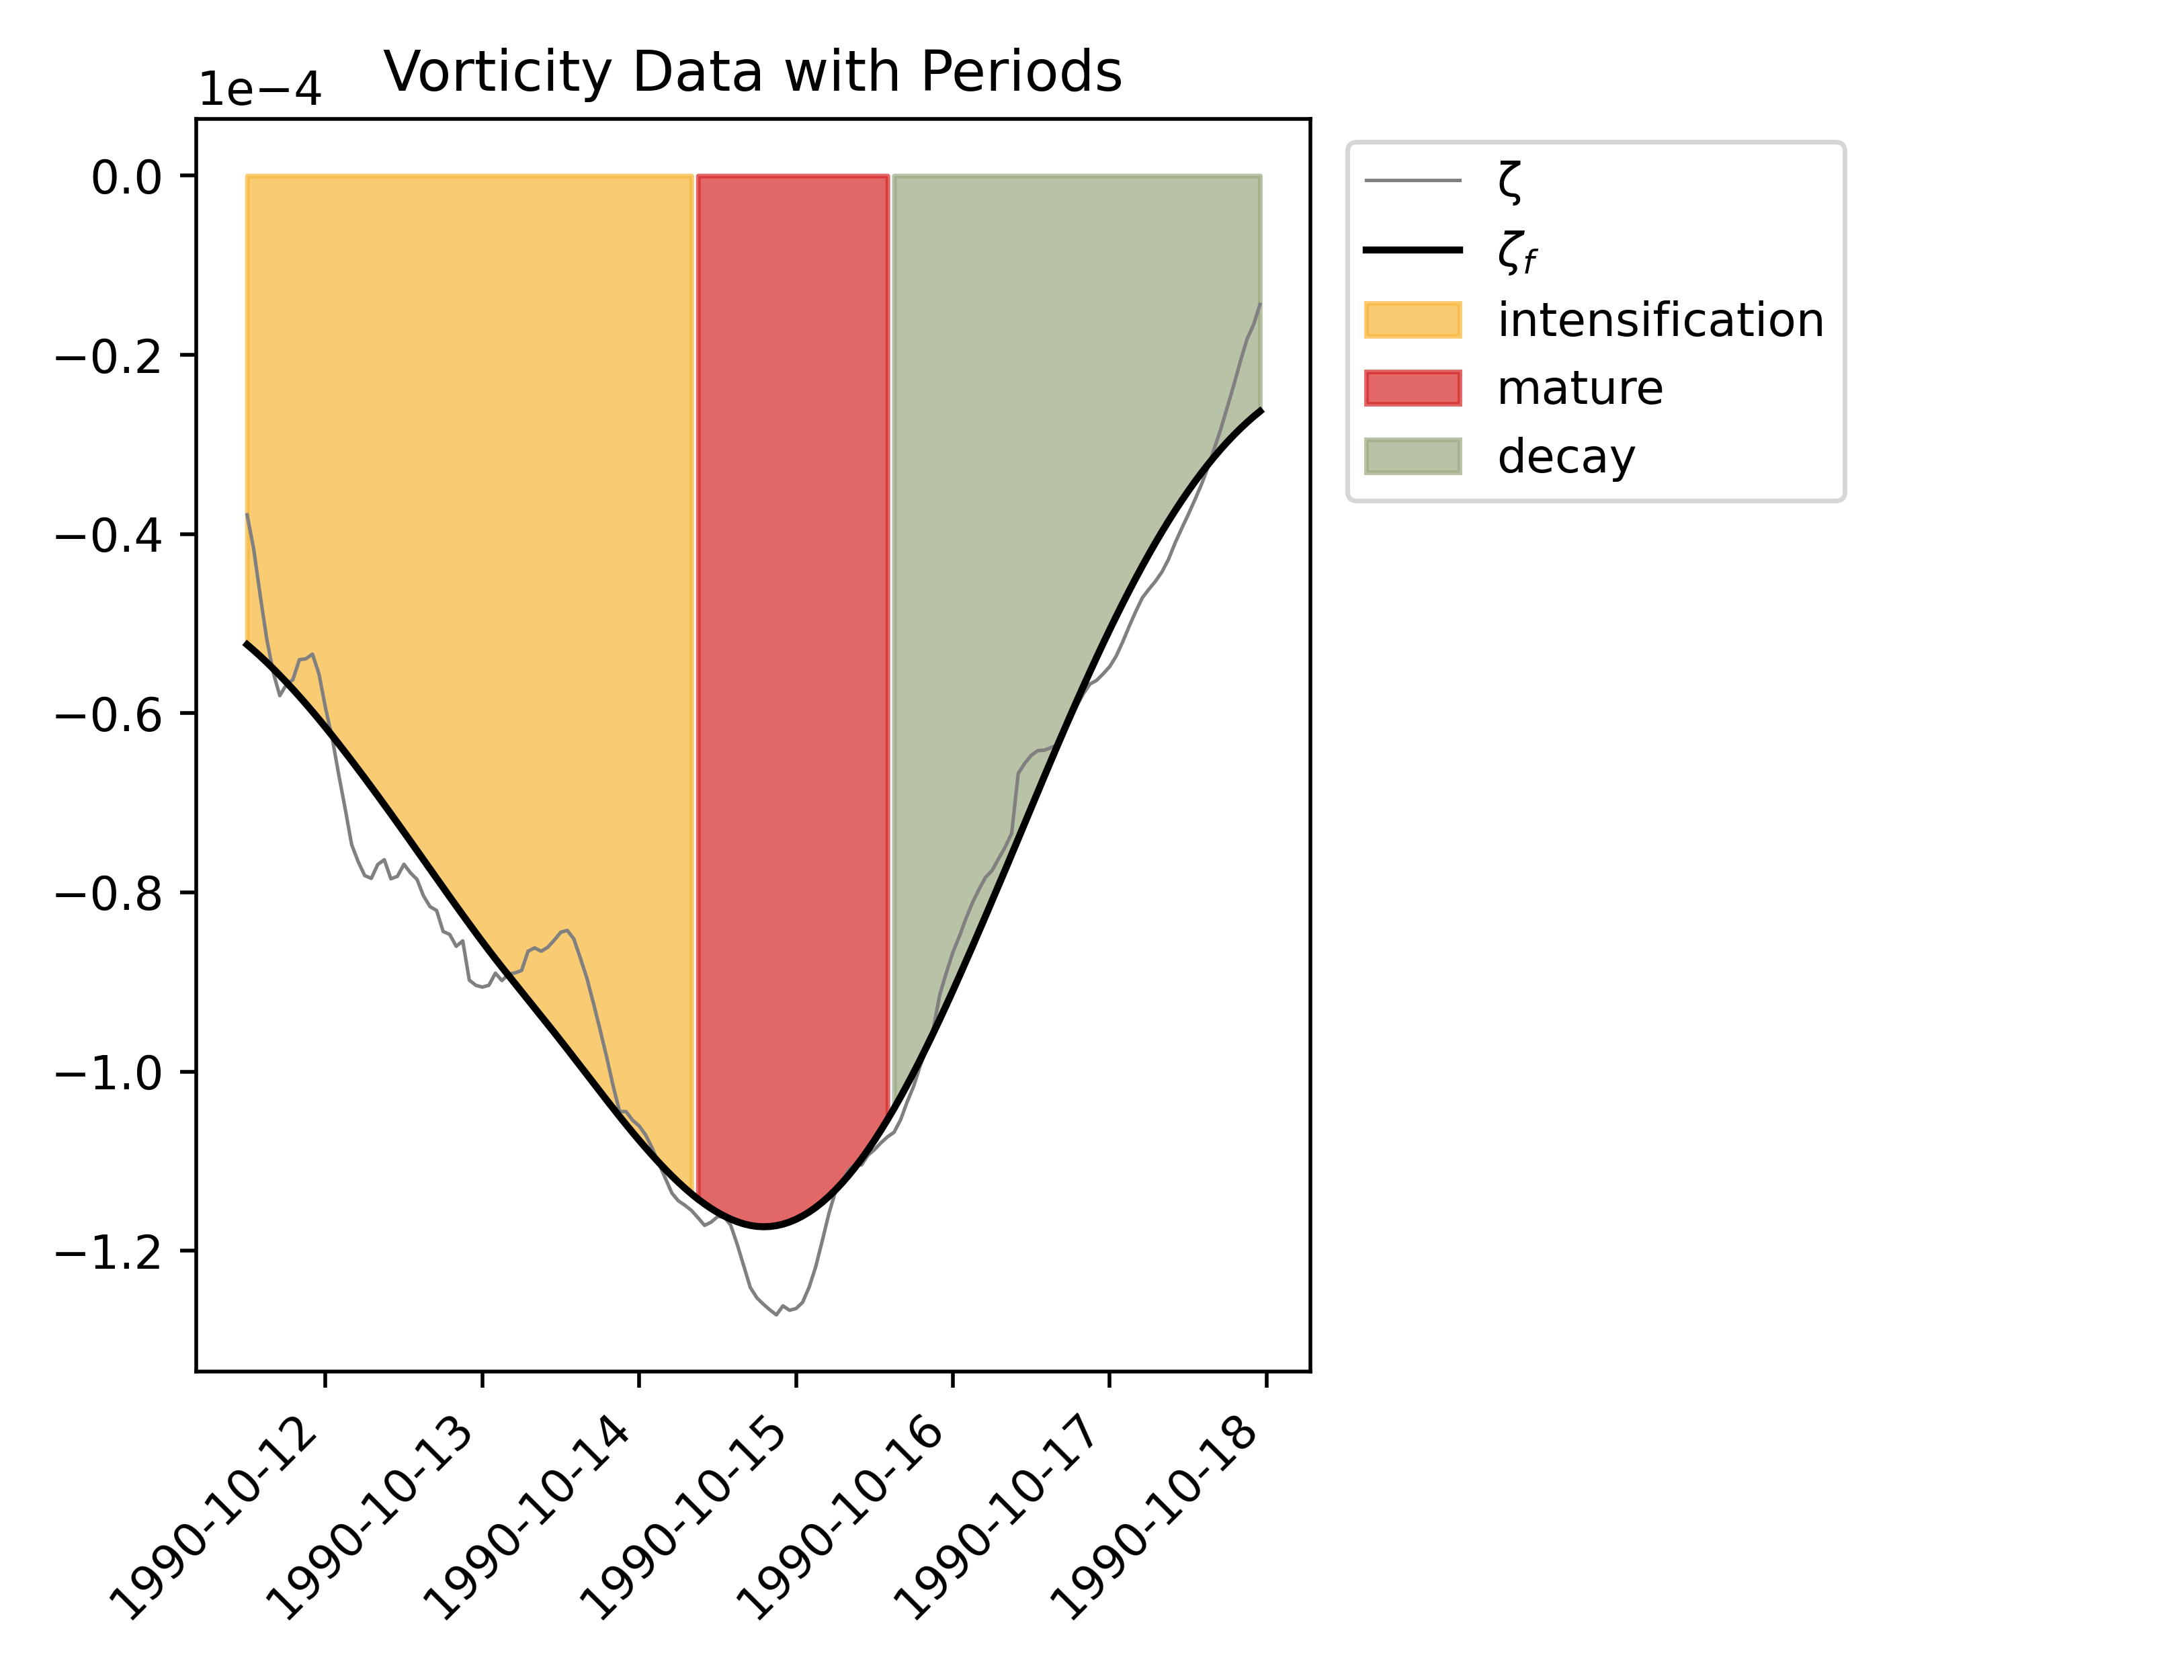 Vorticity Data with Periods
1e−4
0.0
−0.2
−0.4
−0.6
−0.8
−1.0
−1.2
1990-10-12
1990-10-13
1990-10-14
1990-10-15
1990-10-16
1990-10-17
1990-10-18
ζ
ζf
intensification
mature
decay